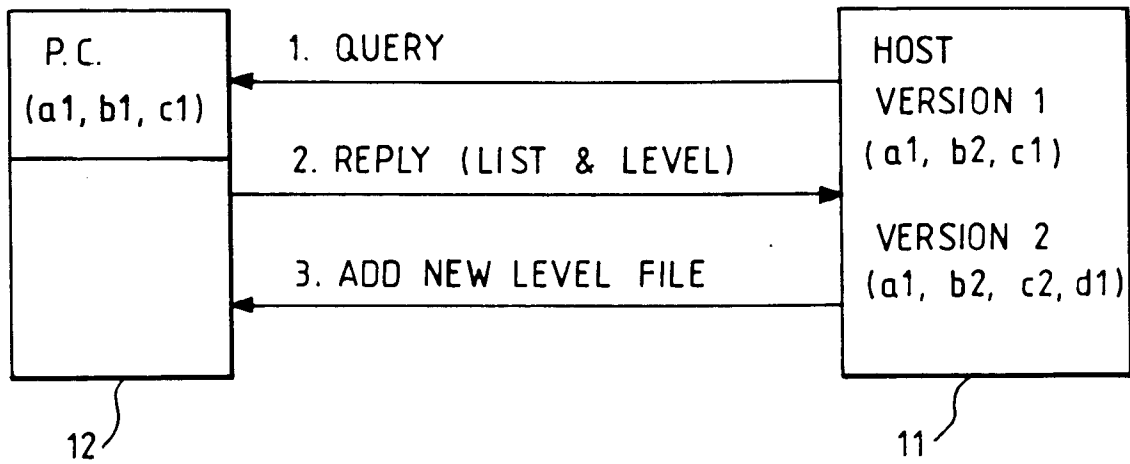 P.C.
(a1, b1, c1)
1. QUERY
2. REPLY (LIST & LEVEL)
3. ADD NEW LEVEL FILE
HOST
VERSION 1
(a1, b2, c1)
VERSION 2
(a1, b2, c2, d1)
12
11